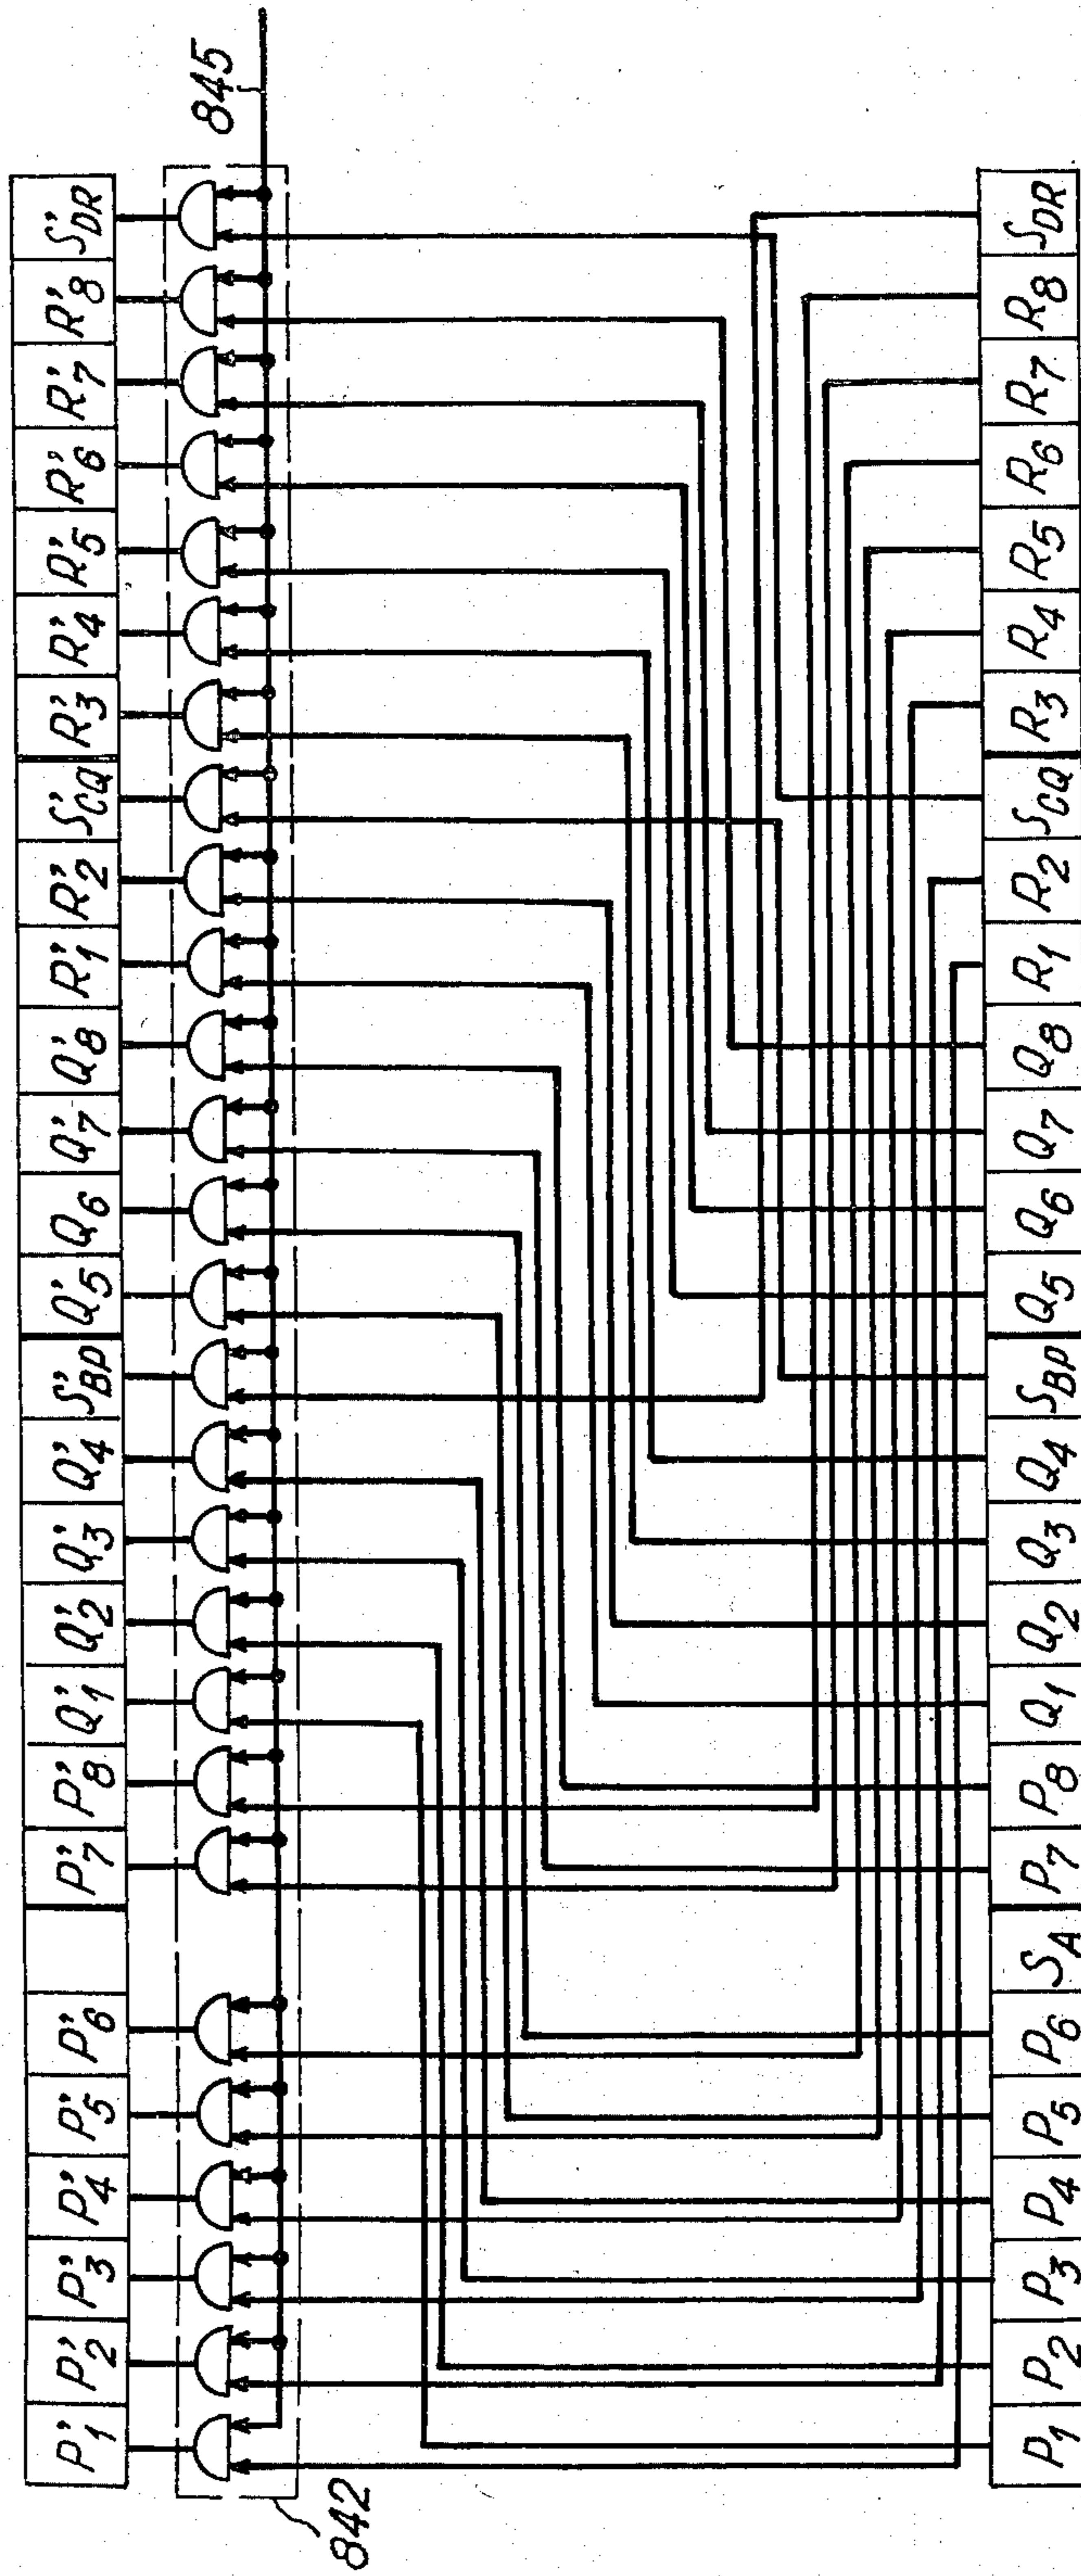 845
P'1 P'2 P'3 P'4 P'5 P'6 P'7 P'8 Q'1 Q'2 Q'3 Q'4 S'BP Q'5 Q'6 Q'7 Q'8 R'1 R'2 S'CQ R'3 R'4 R'5 R'6 R'7 R'8 S'DR
842
P1 P2 P3 P4 P5 P6 SA P7 P8 Q1 Q2 Q3 Q4 SBP Q5 Q6 Q7 Q8 R1 R2 SCQ R3 R4 R5 R6 R7 R8 SDR